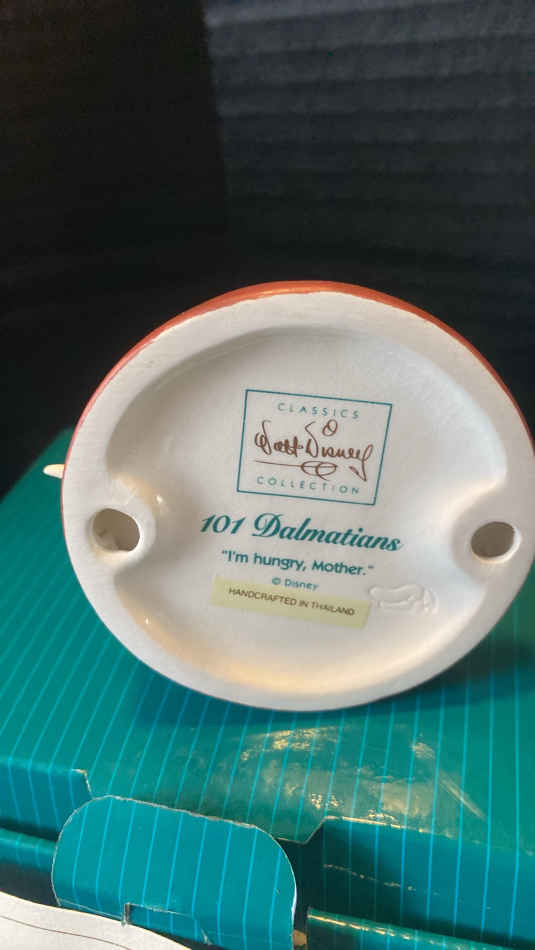 CLASSICS
Walt Disney
COLLECTION
101 Dalmatians
"I'm hungry, Mother."
© Disney
HANDCRAFTED IN THAILAND